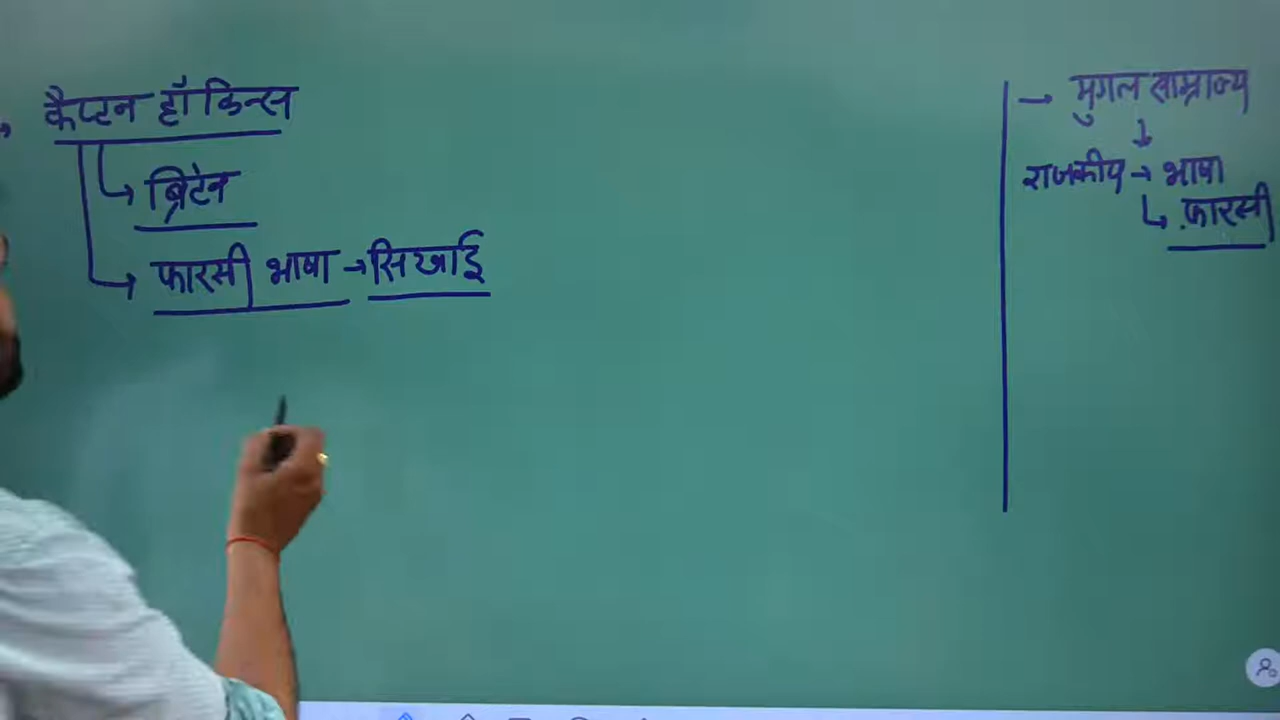 कैप्टन हॉकिन्स
ब्रिटेन
फारसी भाषा → सिखाई
→ मुगल साम्राज्य
↓
राजकीय → भाषा
↳ फ़ारसी